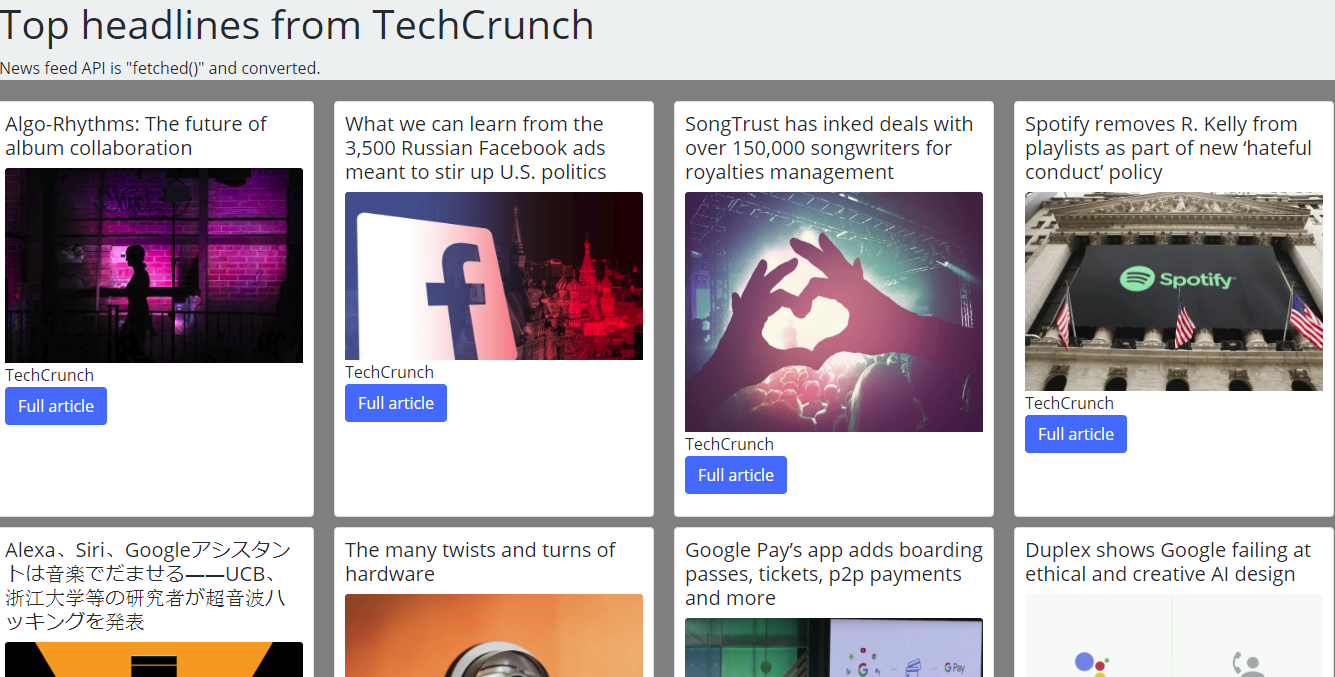 Top headlines from TechCrunch
News feed API is "fetched()" and converted.
Algo-Rhythms: The future of
album collaboration
TechCrunch
Full article
What we can learn from the
3,500 Russian Facebook ads
meant to stir up U.S. politics
f
TechCrunch
Full article
SongTrust has inked deals with
over 150,000 songwriters for
royalties management
TechCrunch
Full article
Spotify removes R. Kelly from
playlists as part of new ‘hateful
conduct’ policy
Spotify
TechCrunch
Full article
Alexa、Siri、Googleアシスタン
トは音楽でだませる——UCB、
浙江大学等の研究者が超音波ハ
ッキングを発表
The many twists and turns of
hardware
Google Pay’s app adds boarding
passes, tickets, p2p payments
and more
G
G Pay
Duplex shows Google failing at
ethical and creative AI design